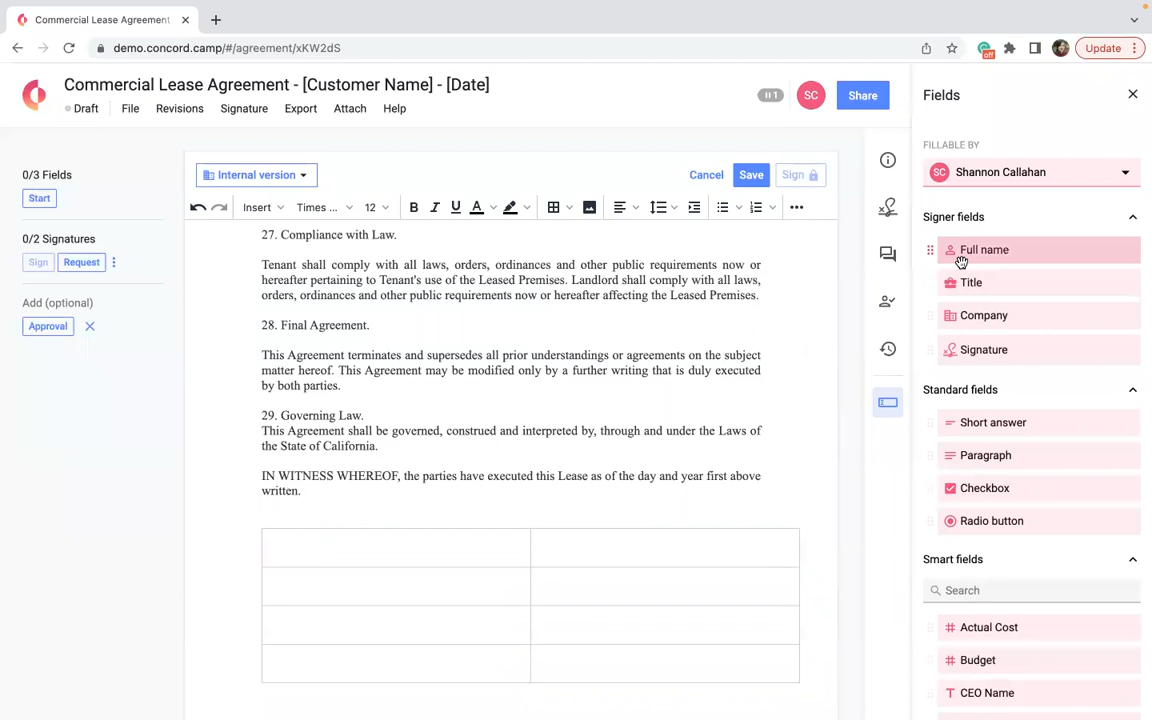 Commercial Lease Agreement
demo.concord.camp/#/agreement/xKW2dS
off
Update
Commercial Lease Agreement - [Customer Name] - [Date]
Draft File Revisions Signature Export Attach Help
1
SC
Share
0/3 Fields
Start
0/2 Signatures
Sign Request
Add (optional)
Approval
Internal version
Cancel Save Sign
Insert Times ... 12 B I U A
27. Compliance with Law.
Tenant shall comply with all laws, orders, ordinances and other public requirements now or
hereafter pertaining to Tenant's use of the Leased Premises. Landlord shall comply with all laws,
orders, ordinances and other public requirements now or hereafter affecting the Leased Premises.
28. Final Agreement.
This Agreement terminates and supersedes all prior understandings or agreements on the subject
matter hereof. This Agreement may be modified only by a further writing that is duly executed
by both parties.
29. Governing Law.
This Agreement shall be governed, construed and interpreted by, through and under the Laws of
the State of California.
IN WITNESS WHEREOF, the parties have executed this Lease as of the day and year first above
written.
Fields
FILLABLE BY
SC Shannon Callahan
Signer fields
Full name
Title
Company
Signature
Standard fields
Short answer
Paragraph
Checkbox
Radio button
Smart fields
Search
Actual Cost
Budget
CEO Name